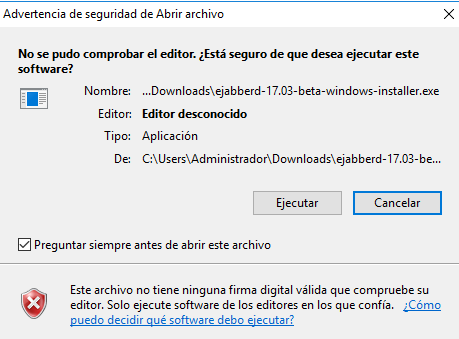 Advertencia de seguridad de Abrir archivo
No se pudo comprobar el editor. ¿Está seguro de que desea ejecutar este
software?
Nombre: ...Downloads\ejabberd-17.03-beta-windows-installer.exe
Editor: Editor desconocido
Tipo: Aplicación
De: C:\Users\Administrador\Downloads\ejabberd-17.03-be...
Ejecutar Cancelar
Preguntar siempre antes de abrir este archivo
Este archivo no tiene ninguna firma digital válida que compruebe su
editor. Solo ejecute software de los editores en los que confía. ¿Cómo
puedo decidir qué software debo ejecutar?